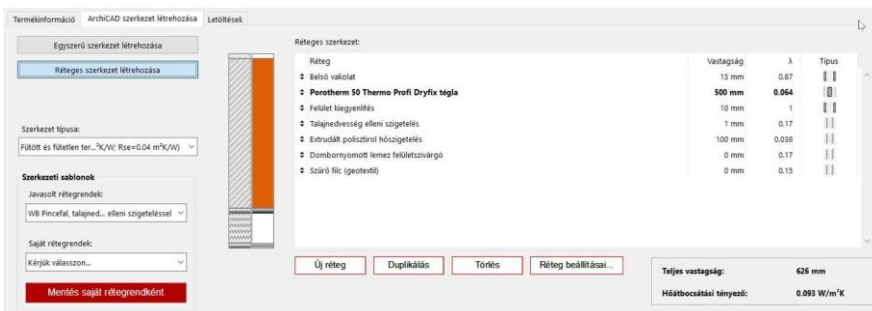 Termékinformáció ArchiCAD szerkezet létrehozása Letöltések
Egyszerű szerkezet létrehozása
Réteges szerkezet létrehozása
Szerkezet típusa:
Fűtött és fűtetlen ter...²K/W; Rse=0.04 m²K/W)
Szerkezeti sablonok
Javasolt rétegrendek:
WB Pincefal, talajned... elleni szigeteléssel
Saját rétegrendek:
Kérjük válasszon...
Mentés saját rétegrendként
Réteges szerkezet:
Réteg Vastagság λ Típus
Belső vakolat 15 mm 0.87
Porotherm 50 Thermo Profi Dryfix tégla 500 mm 0.064
Felület kiegyenlítés 10 mm 1
Talajnedvesség elleni szigetelés 1 mm 0.17
Extrudált polisztirol hőszigetelés 100 mm 0.038
Dombornyomott lemez felületszivárgó 0 mm 0.17
Szűrő filc (geotextil) 0 mm 0.15
Új réteg Duplikálás Törlés Réteg beállításai...
Teljes vastagság: 626 mm
Hőátbocsátási tényező: 0.093 W/m²K